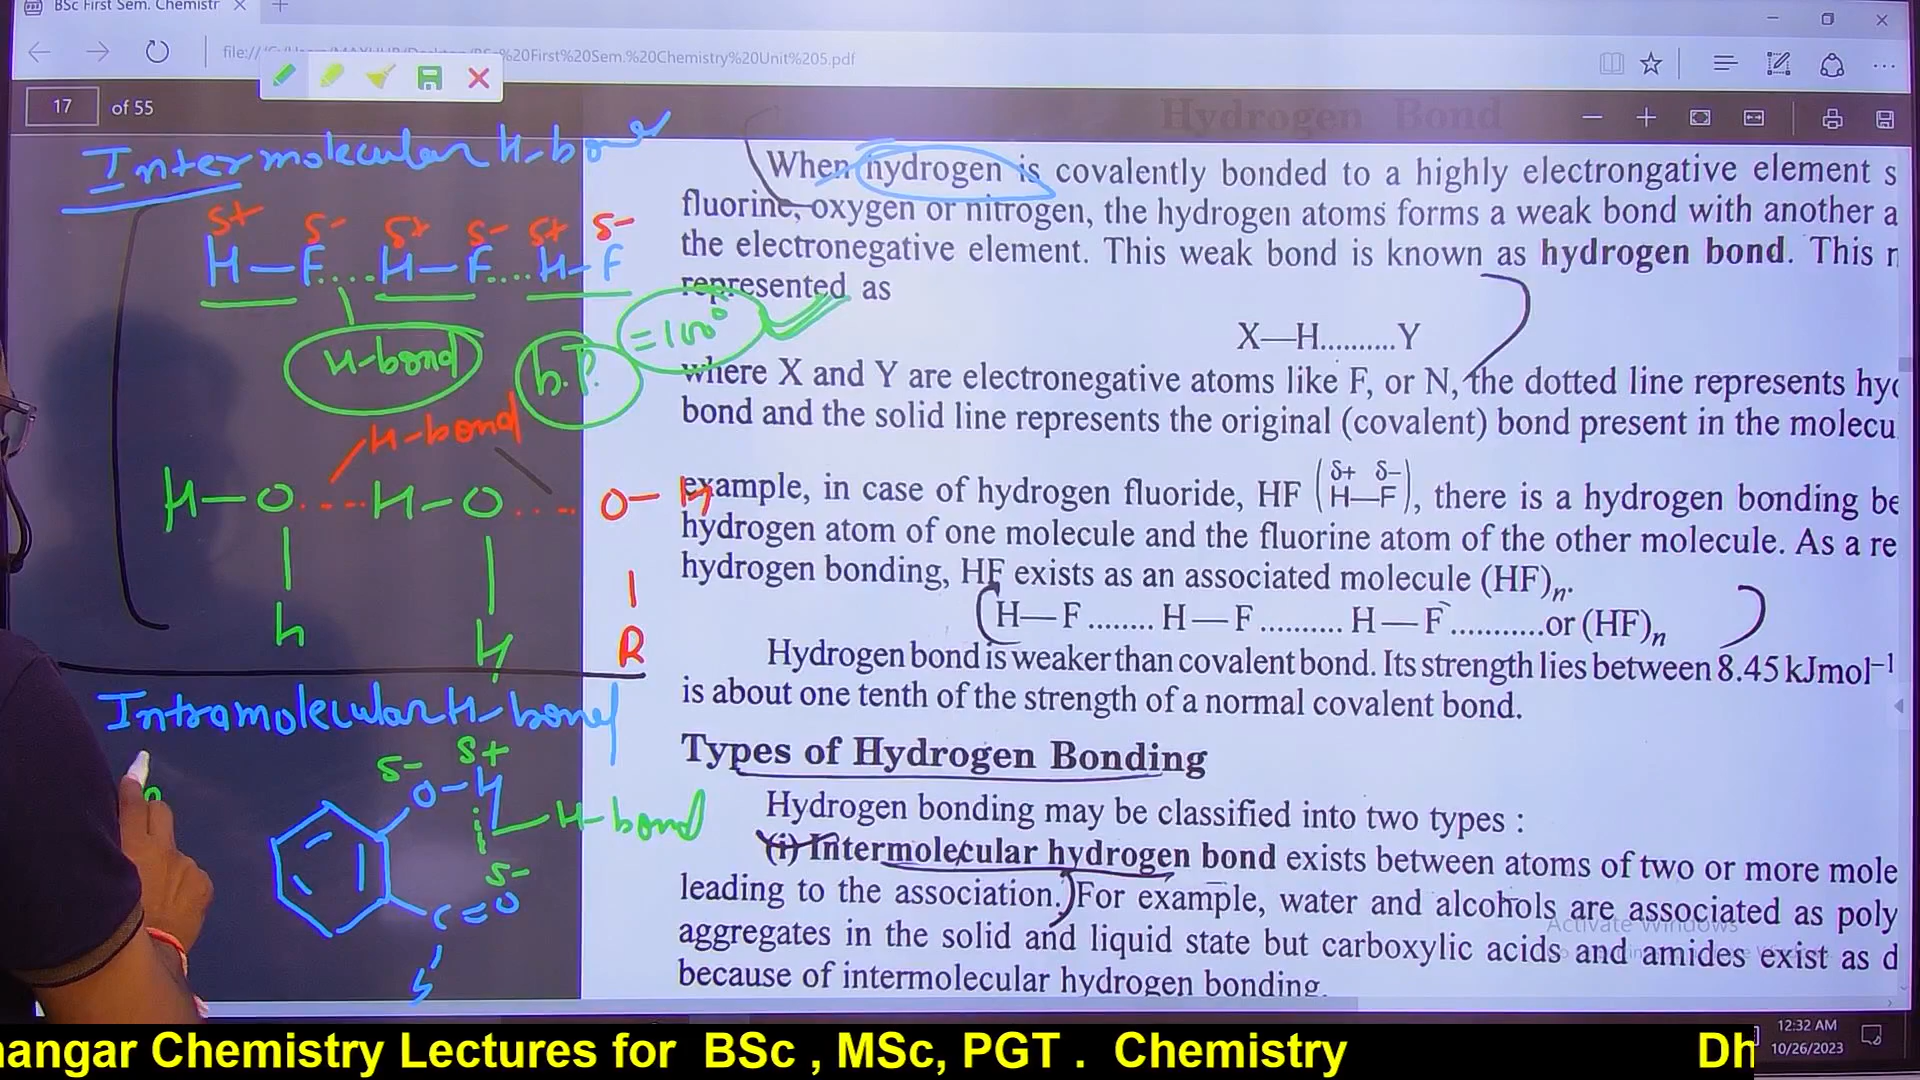 BSc First Sem. Chemistr
file:// %20First%20Sem.%20Chemistry%20Unit%205.pdf
17 of 55
Hydrogen Bond
Intermolecular H-bond
δ+ δ- δ+ δ- δ+ δ-
H—F....H—F....H-F
H-bond
b.P. =100°
H-bond
H—O.....H-O.....O-H
h H R
Intramolecular H-bond
δ- δ+
O-H
H-bond
δ-
C=O
When hydrogen is covalently bonded to a highly electrongative element s
fluorine, oxygen or nitrogen, the hydrogen atoms forms a weak bond with another a
the electronegative element. This weak bond is known as hydrogen bond. This
represented as
X—H..........Y
where X and Y are electronegative atoms like F, or N, the dotted line represents hy
bond and the solid line represents the original (covalent) bond present in the molecu
example, in case of hydrogen fluoride, HF (δ+ δ- H—F), there is a hydrogen bonding be
hydrogen atom of one molecule and the fluorine atom of the other molecule. As a re
hydrogen bonding, HF exists as an associated molecule (HF)n.
H—F........H—F..........H—F...........or (HF)n
Hydrogen bond is weaker than covalent bond. Its strength lies between 8.45 kJmol–1
is about one tenth of the strength of a normal covalent bond.
Types of Hydrogen Bonding
Hydrogen bonding may be classified into two types :
(i) Intermolecular hydrogen bond exists between atoms of two or more mole
leading to the association. For example, water and alcohols are associated as poly
aggregates in the solid and liquid state but carboxylic acids and amides exist as d
because of intermolecular hydrogen bonding.
Activate Windows
12:32 AM
10/26/2023
hangar Chemistry Lectures for BSc , MSc, PGT . Chemistry Dh